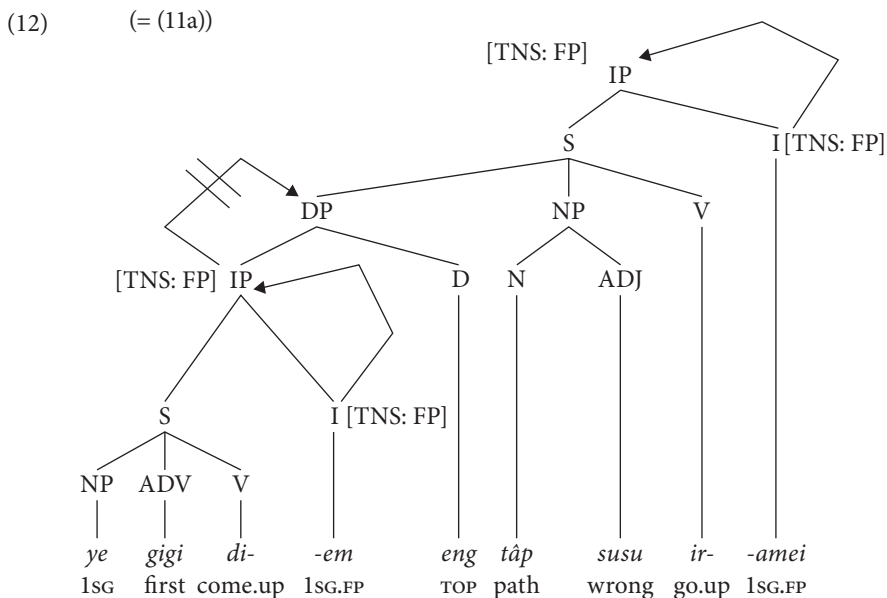 (12) (= (11a))
[TNS: FP]
IP
S I [TNS: FP]
DP NP V
[TNS: FP] IP D N ADJ
S I [TNS: FP]
NP ADV V
ye gigi di- -em eng tâp susu ir- -amei
1SG first come.up 1SG.FP TOP path wrong go.up 1SG.FP